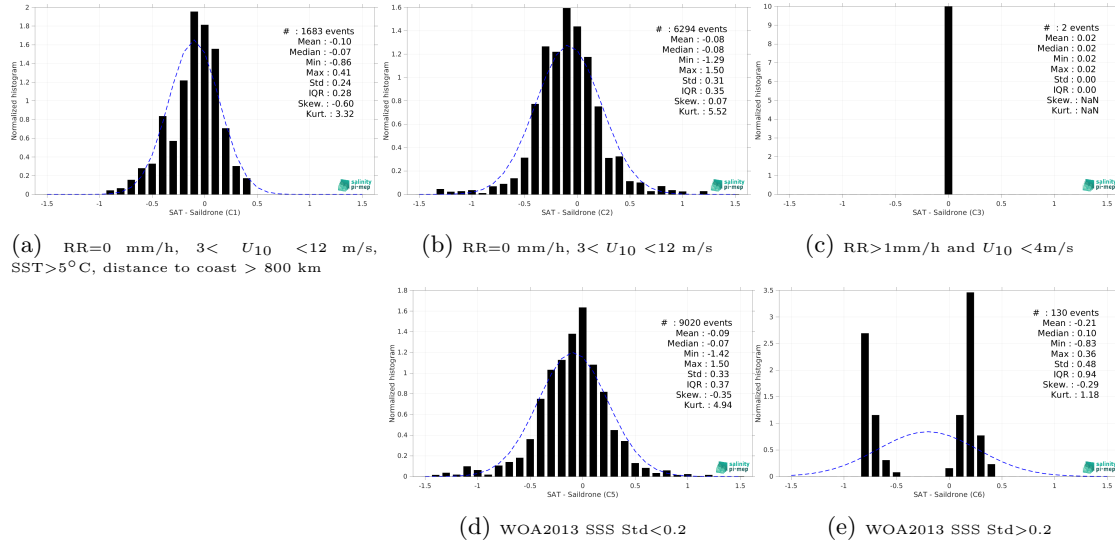 Normalized histogram
2
1.8
1.6
1.4
1.2
1
0.8
0.6
0.4
0.2
0
-1.5 -1 -0.5 0 0.5 1 1.5
SAT - Saildrone (C1)
# : 1683 events
Mean : -0.10
Median : -0.07
Min : -0.86
Max : 0.41
Std : 0.24
IQR : 0.28
Skew. : -0.60
Kurt. : 3.32
salinity
pi-mep
(a) RR=0 mm/h, 3< U10 <12 m/s,
SST>5°C, distance to coast > 800 km
Normalized histogram
1.6
1.4
1.2
1
0.8
0.6
0.4
0.2
0
-1.5 -1 -0.5 0 0.5 1 1.5
SAT - Saildrone (C2)
# : 6294 events
Mean : -0.08
Median : -0.08
Min : -1.29
Max : 1.50
Std : 0.31
IQR : 0.35
Skew. : 0.07
Kurt. : 5.52
salinity
pi-mep
(b) RR=0 mm/h, 3< U10 <12 m/s
Normalized histogram
10
9
8
7
6
5
4
3
2
1
0
-1.5 -1 -0.5 0 0.5 1 1.5
SAT - Saildrone (C3)
# : 2 events
Mean : 0.02
Median : 0.02
Min : 0.02
Max : 0.02
Std : 0.00
IQR : 0.00
Skew. : NaN
Kurt. : NaN
salinity
pi-mep
(c) RR>1mm/h and U10 <4m/s
Normalized histogram
1.8
1.6
1.4
1.2
1
0.8
0.6
0.4
0.2
0
-1.5 -1 -0.5 0 0.5 1 1.5
SAT - Saildrone (C5)
# : 9020 events
Mean : -0.09
Median : -0.07
Min : -1.42
Max : 1.50
Std : 0.33
IQR : 0.37
Skew. : -0.35
Kurt. : 4.94
salinity
pi-mep
(d) WOA2013 SSS Std<0.2
Normalized histogram
3.5
3
2.5
2
1.5
1
0.5
0
-1.5 -1 -0.5 0 0.5 1 1.5
SAT - Saildrone (C6)
# : 130 events
Mean : -0.21
Median : 0.10
Min : -0.83
Max : 0.36
Std : 0.48
IQR : 0.94
Skew. : -0.29
Kurt. : 1.18
salinity
pi-mep
(e) WOA2013 SSS Std>0.2